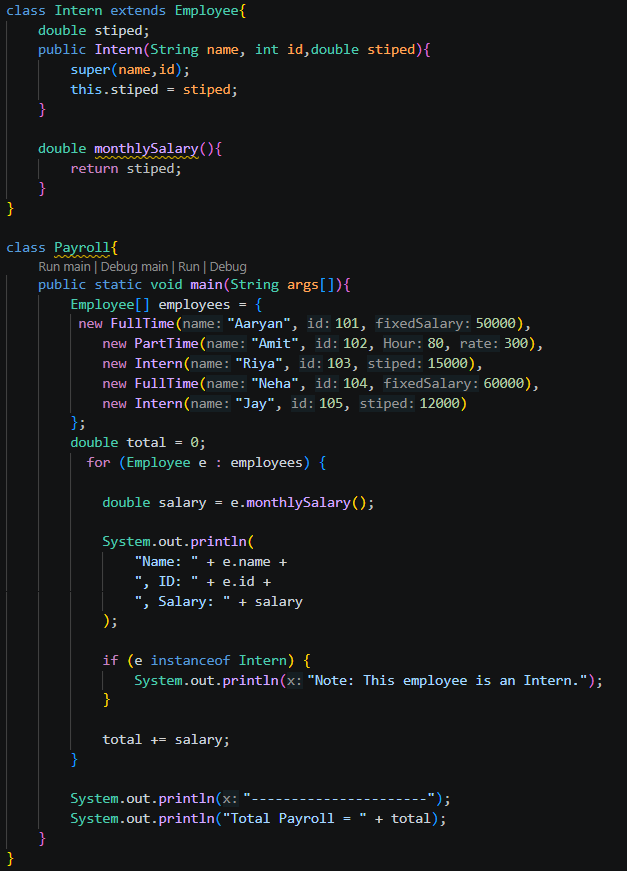 class Intern extends Employee{
    double stiped;
    public Intern(String name, int id,double stiped){
        super(name,id);
        this.stiped = stiped;
    }

    double monthlySalary(){
        return stiped;
    }
}

class Payroll{
    Run main | Debug main | Run | Debug
    public static void main(String args[]){
        Employee[] employees = {
         new FullTime(name: "Aaryan", id: 101, fixedSalary: 50000),
            new PartTime(name: "Amit", id: 102, Hour: 80, rate: 300),
            new Intern(name: "Riya", id: 103, stiped: 15000),
            new FullTime(name: "Neha", id: 104, fixedSalary: 60000),
            new Intern(name: "Jay", id: 105, stiped: 12000)
        };
        double total = 0;
          for (Employee e : employees) {

            double salary = e.monthlySalary();

            System.out.println(
                "Name: " + e.name +
                ", ID: " + e.id +
                ", Salary: " + salary
            );

            if (e instanceof Intern) {
                System.out.println(x: "Note: This employee is an Intern.");
            }

            total += salary;
        }

        System.out.println(x: "----------------------");
        System.out.println("Total Payroll = " + total);
    }
}